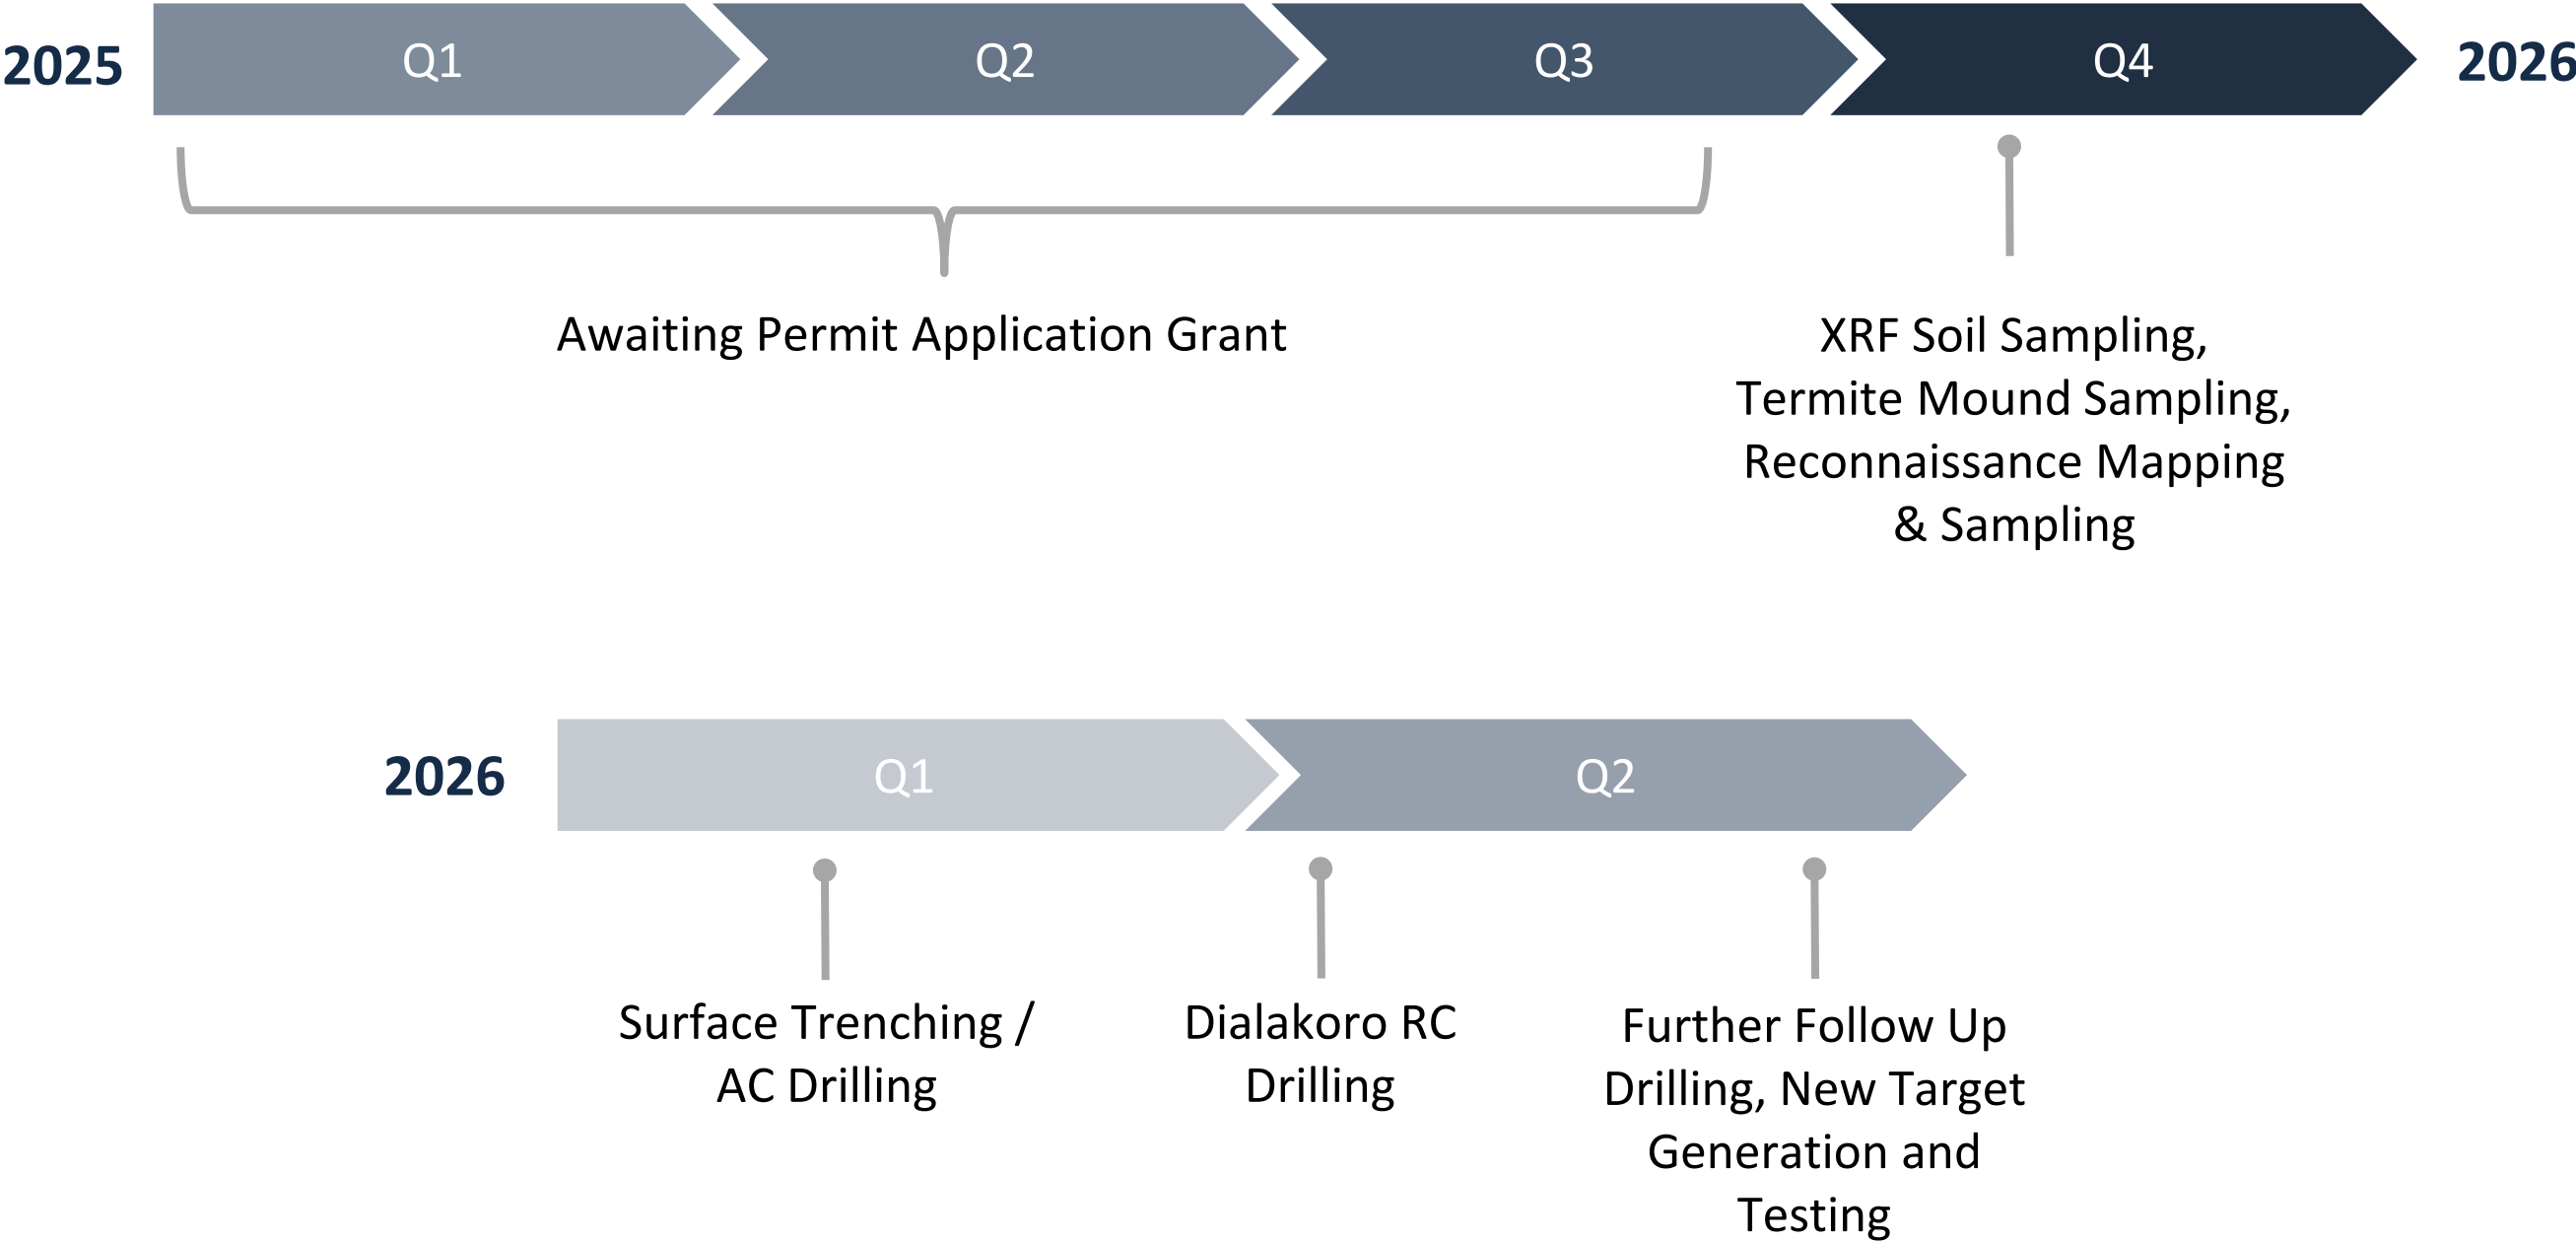 2025 Q1 Q2 Q3 Q4 2026
Awaiting Permit Application Grant
XRF Soil Sampling,
Termite Mound Sampling,
Reconnaissance Mapping
& Sampling
2026 Q1 Q2
Surface Trenching /
AC Drilling
Dialakoro RC
Drilling
Further Follow Up
Drilling, New Target
Generation and
Testing